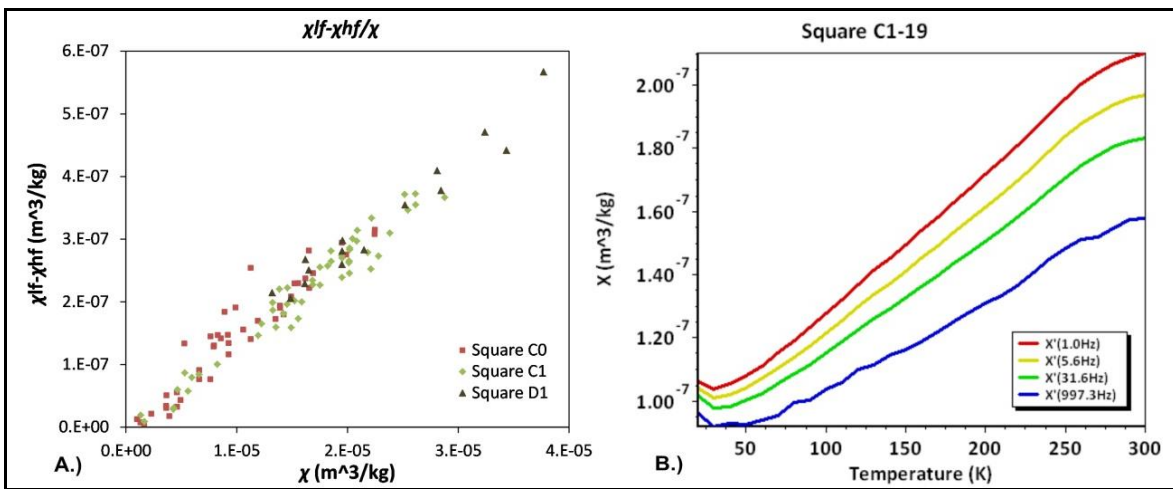 χlf-χhf/χ
6.E-07
5.E-07
4.E-07
3.E-07
2.E-07
1.E-07
0.E+00
χlf-χhf (m^3/kg)
Square C0
Square C1
Square D1
0.E+00 1.E-05 2.E-05 3.E-05 4.E-05
χ (m^3/kg)
A.)
Square C1-19
2.00 -7
1.80 -7
1.60 -7
1.40 -7
1.20 -7
1.00 -7
X (m^3/kg)
X'(1.0Hz)
X'(5.6Hz)
X'(31.6Hz)
X'(997.3Hz)
50 100 150 200 250 300
Temperature (K)
B.)